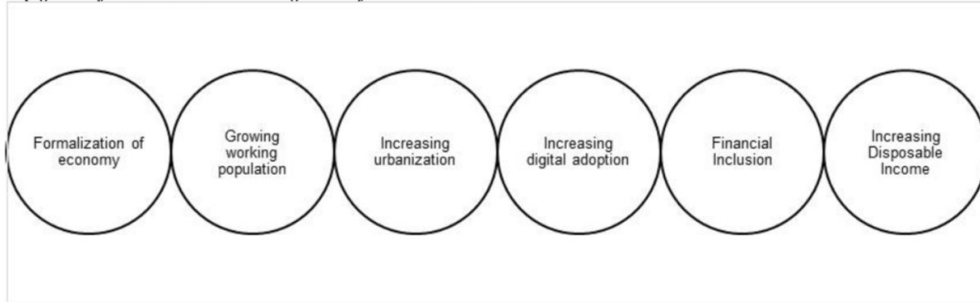 Formalization of
economy
Growing
working
population
Increasing
urbanization
Increasing
digital adoption
Financial
Inclusion
Increasing
Disposable
Income